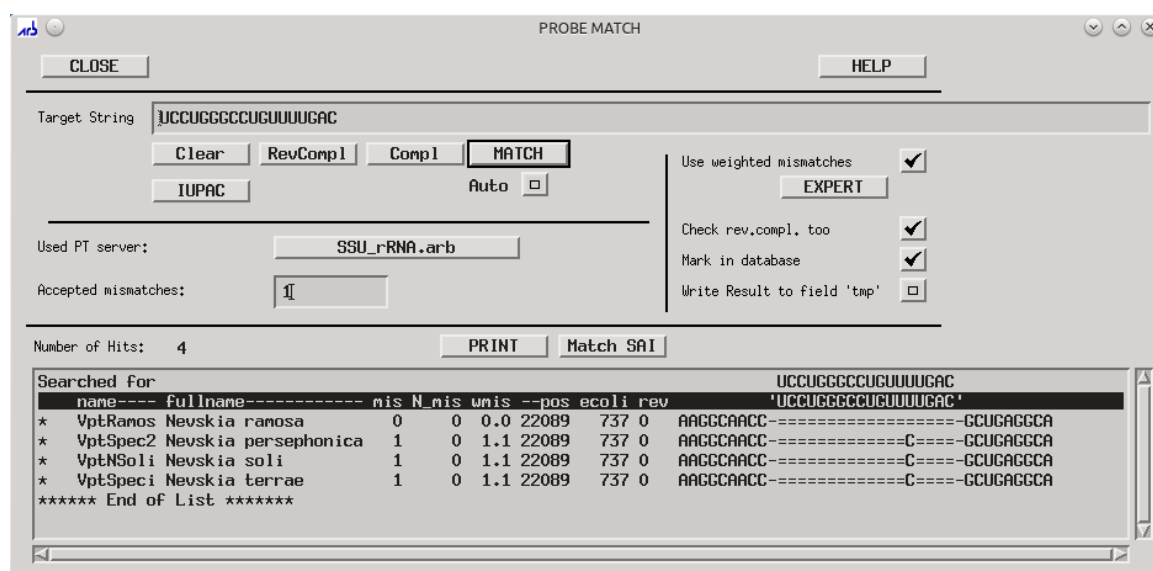 arb PROBE MATCH
CLOSE HELP
Target String UCCUGGGCCUGUUUUGAC
Clear RevCompl Compl MATCH
Use weighted mismatches
IUPAC Auto EXPERT
Check rev.compl. too
Used PT server: SSU_rRNA.arb
Mark in database
Accepted mismatches: 1
Write Result to field 'tmp'
Number of Hits: 4 PRINT Match SAI
Searched for UCCUGGGCCUGUUUUGAC
name---- fullname------------ mis N_mis wmis --pos ecoli rev 'UCCUGGGCCUGUUUUGAC'
* VptRamos Nevskia ramosa 0 0 0.0 22089 737 0 AAGGCAACC-==================-GCUGAGGCA
* VptSpec2 Nevskia persephonica 1 0 1.1 22089 737 0 AAGGCAACC-=============C====-GCUGAGGCA
* VptNSoli Nevskia soli 1 0 1.1 22089 737 0 AAGGCAACC-=============C====-GCUGAGGCA
* VptSpeci Nevskia terrae 1 0 1.1 22089 737 0 AAGGCAACC-=============C====-GCUGAGGCA
****** End of List *******